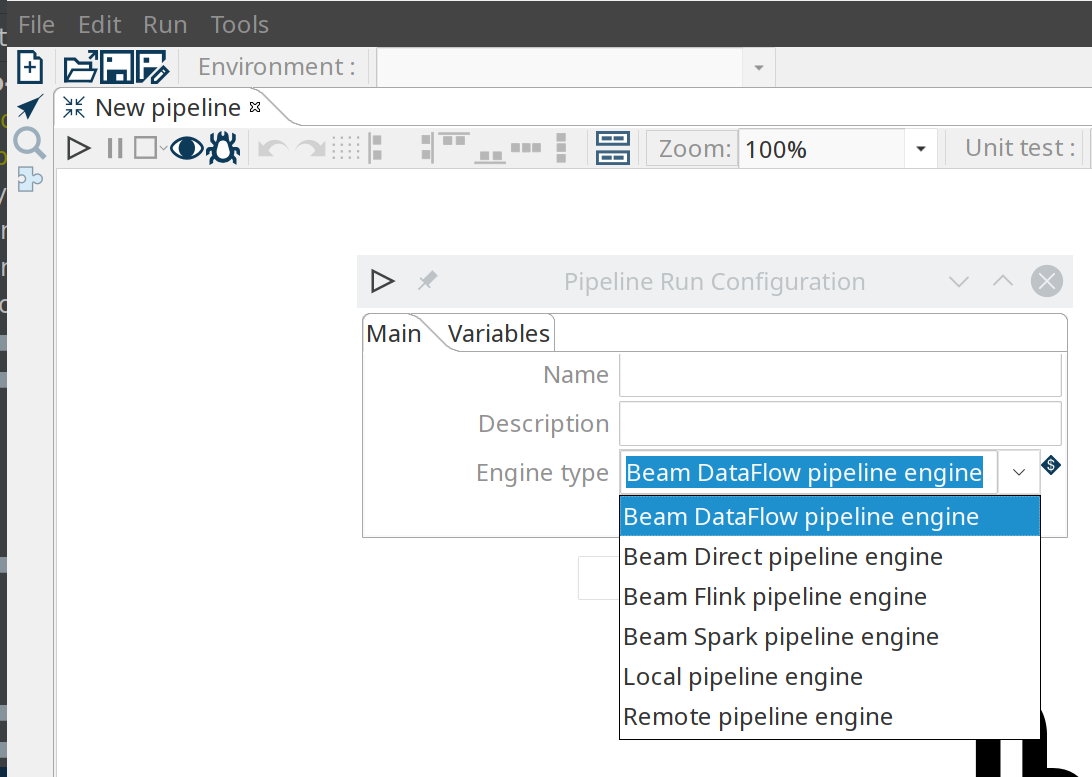 File Edit Run Tools
Environment :
New pipeline
Zoom: 100% Unit test :
Pipeline Run Configuration
Main Variables
Name
Description
Engine type Beam DataFlow pipeline engine
Beam DataFlow pipeline engine
Beam Direct pipeline engine
Beam Flink pipeline engine
Beam Spark pipeline engine
Local pipeline engine
Remote pipeline engine